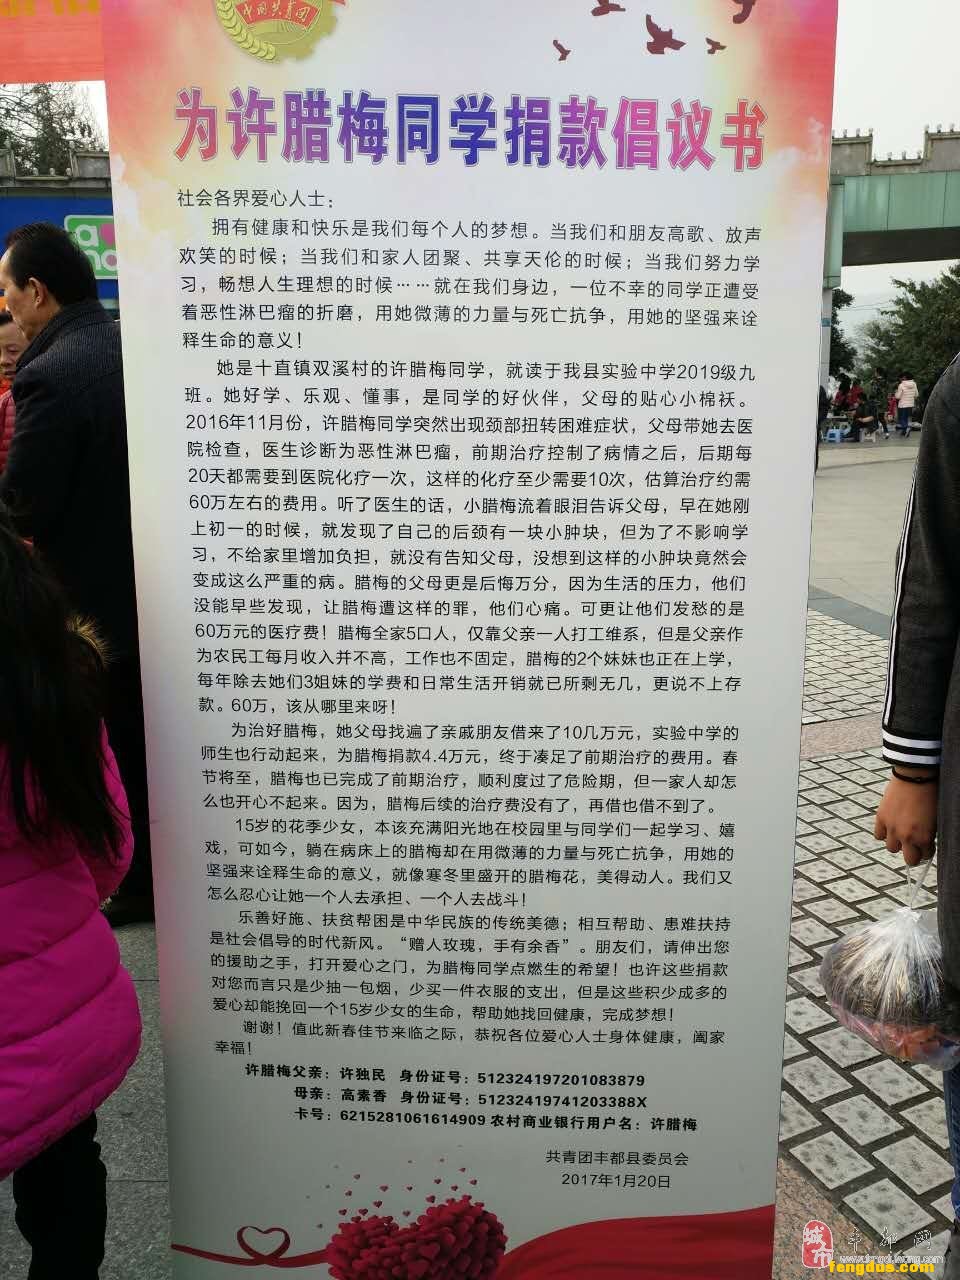 中国共青团
为许腊梅同学捐款倡议书
社会各界爱心人士：
拥有健康和快乐是我们每个人的梦想。当我们和朋友高歌、放声
欢笑的时候；当我们和家人团聚、共享天伦的时候；当我们努力学
习，畅想人生理想的时候……就在我们身边，一位不幸的同学正遭受
着恶性淋巴瘤的折磨，用她微薄的力量与死亡抗争，用她的坚强来诠
释生命的意义！
她是十直镇双溪村的许腊梅同学，就读于我县实验中学2019级九
班。她好学、乐观、懂事，是同学的好伙伴，父母的贴心小棉袄。
2016年11月份，许腊梅同学突然出现颈部扭转困难症状，父母带她去医
院检查，医生诊断为恶性淋巴瘤，前期治疗控制了病情之后，后期每
20天都需要到医院化疗一次，这样的化疗至少需要10次，估算治疗约需
60万左右的费用。听了医生的话，小腊梅流着眼泪告诉父母，早在她刚
上初一的时候，就发现了自己的后颈有一块小肿块，但为了不影响学
习，不给家里增加负担，就没有告知父母，没想到这样的小肿块竟然会
变成这么严重的病。腊梅的父母更是后悔万分，因为生活的压力，他们
没能早些发现，让腊梅遭这样的罪，他们心痛。可更让他们发愁的是
60万元的医疗费！腊梅全家5口人，仅靠父亲一人打工维系，但是父亲作
为农民工每月收入并不高，工作也不固定，腊梅的2个妹妹也正在上学，
每年除去她们3姐妹的学费和日常生活开销就已所剩无几，更说不上存
款。60万，该从哪里来呀！
为治好腊梅，她父母找遍了亲戚朋友借来了10几万元，实验中学的
师生也行动起来，为腊梅捐款4.4万元，终于凑足了前期治疗的费用。春
节将至，腊梅也已完成了前期治疗，顺利度过了危险期，但一家人却怎
么也开心不起来。因为，腊梅后续的治疗费没有了，再借也借不到了。
15岁的花季少女，本该充满阳光地在校园里与同学们一起学习、嬉
戏，可如今，躺在病床上的腊梅却在用微薄的力量与死亡抗争，用她的
坚强来诠释生命的意义，就像寒冬里盛开的腊梅花，美得动人。我们又
怎么忍心让她一个人去承担、一个人去战斗！
乐善好施、扶贫帮困是中华民族的传统美德；相互帮助、患难扶持
是社会倡导的时代新风。“赠人玫瑰，手有余香”。朋友们，请伸出您
的援助之手，打开爱心之门，为腊梅同学点燃生的希望！也许这些捐款
对您而言只是少抽一包烟，少买一件衣服的支出，但是这些积少成多的
爱心却能挽回一个15岁少女的生命，帮助她找回健康，完成梦想！
谢谢！值此新春佳节来临之际，恭祝各位爱心人士身体健康，阖家
幸福！
许腊梅父亲：许独民 身份证号：512324197201083879
母亲：高素香 身份证号：51232419741203388X
卡号：6215281061614909 农村商业银行用户名：许腊梅
共青团丰都县委员会
2017年1月20日
城市
丰都网
fengdus.com